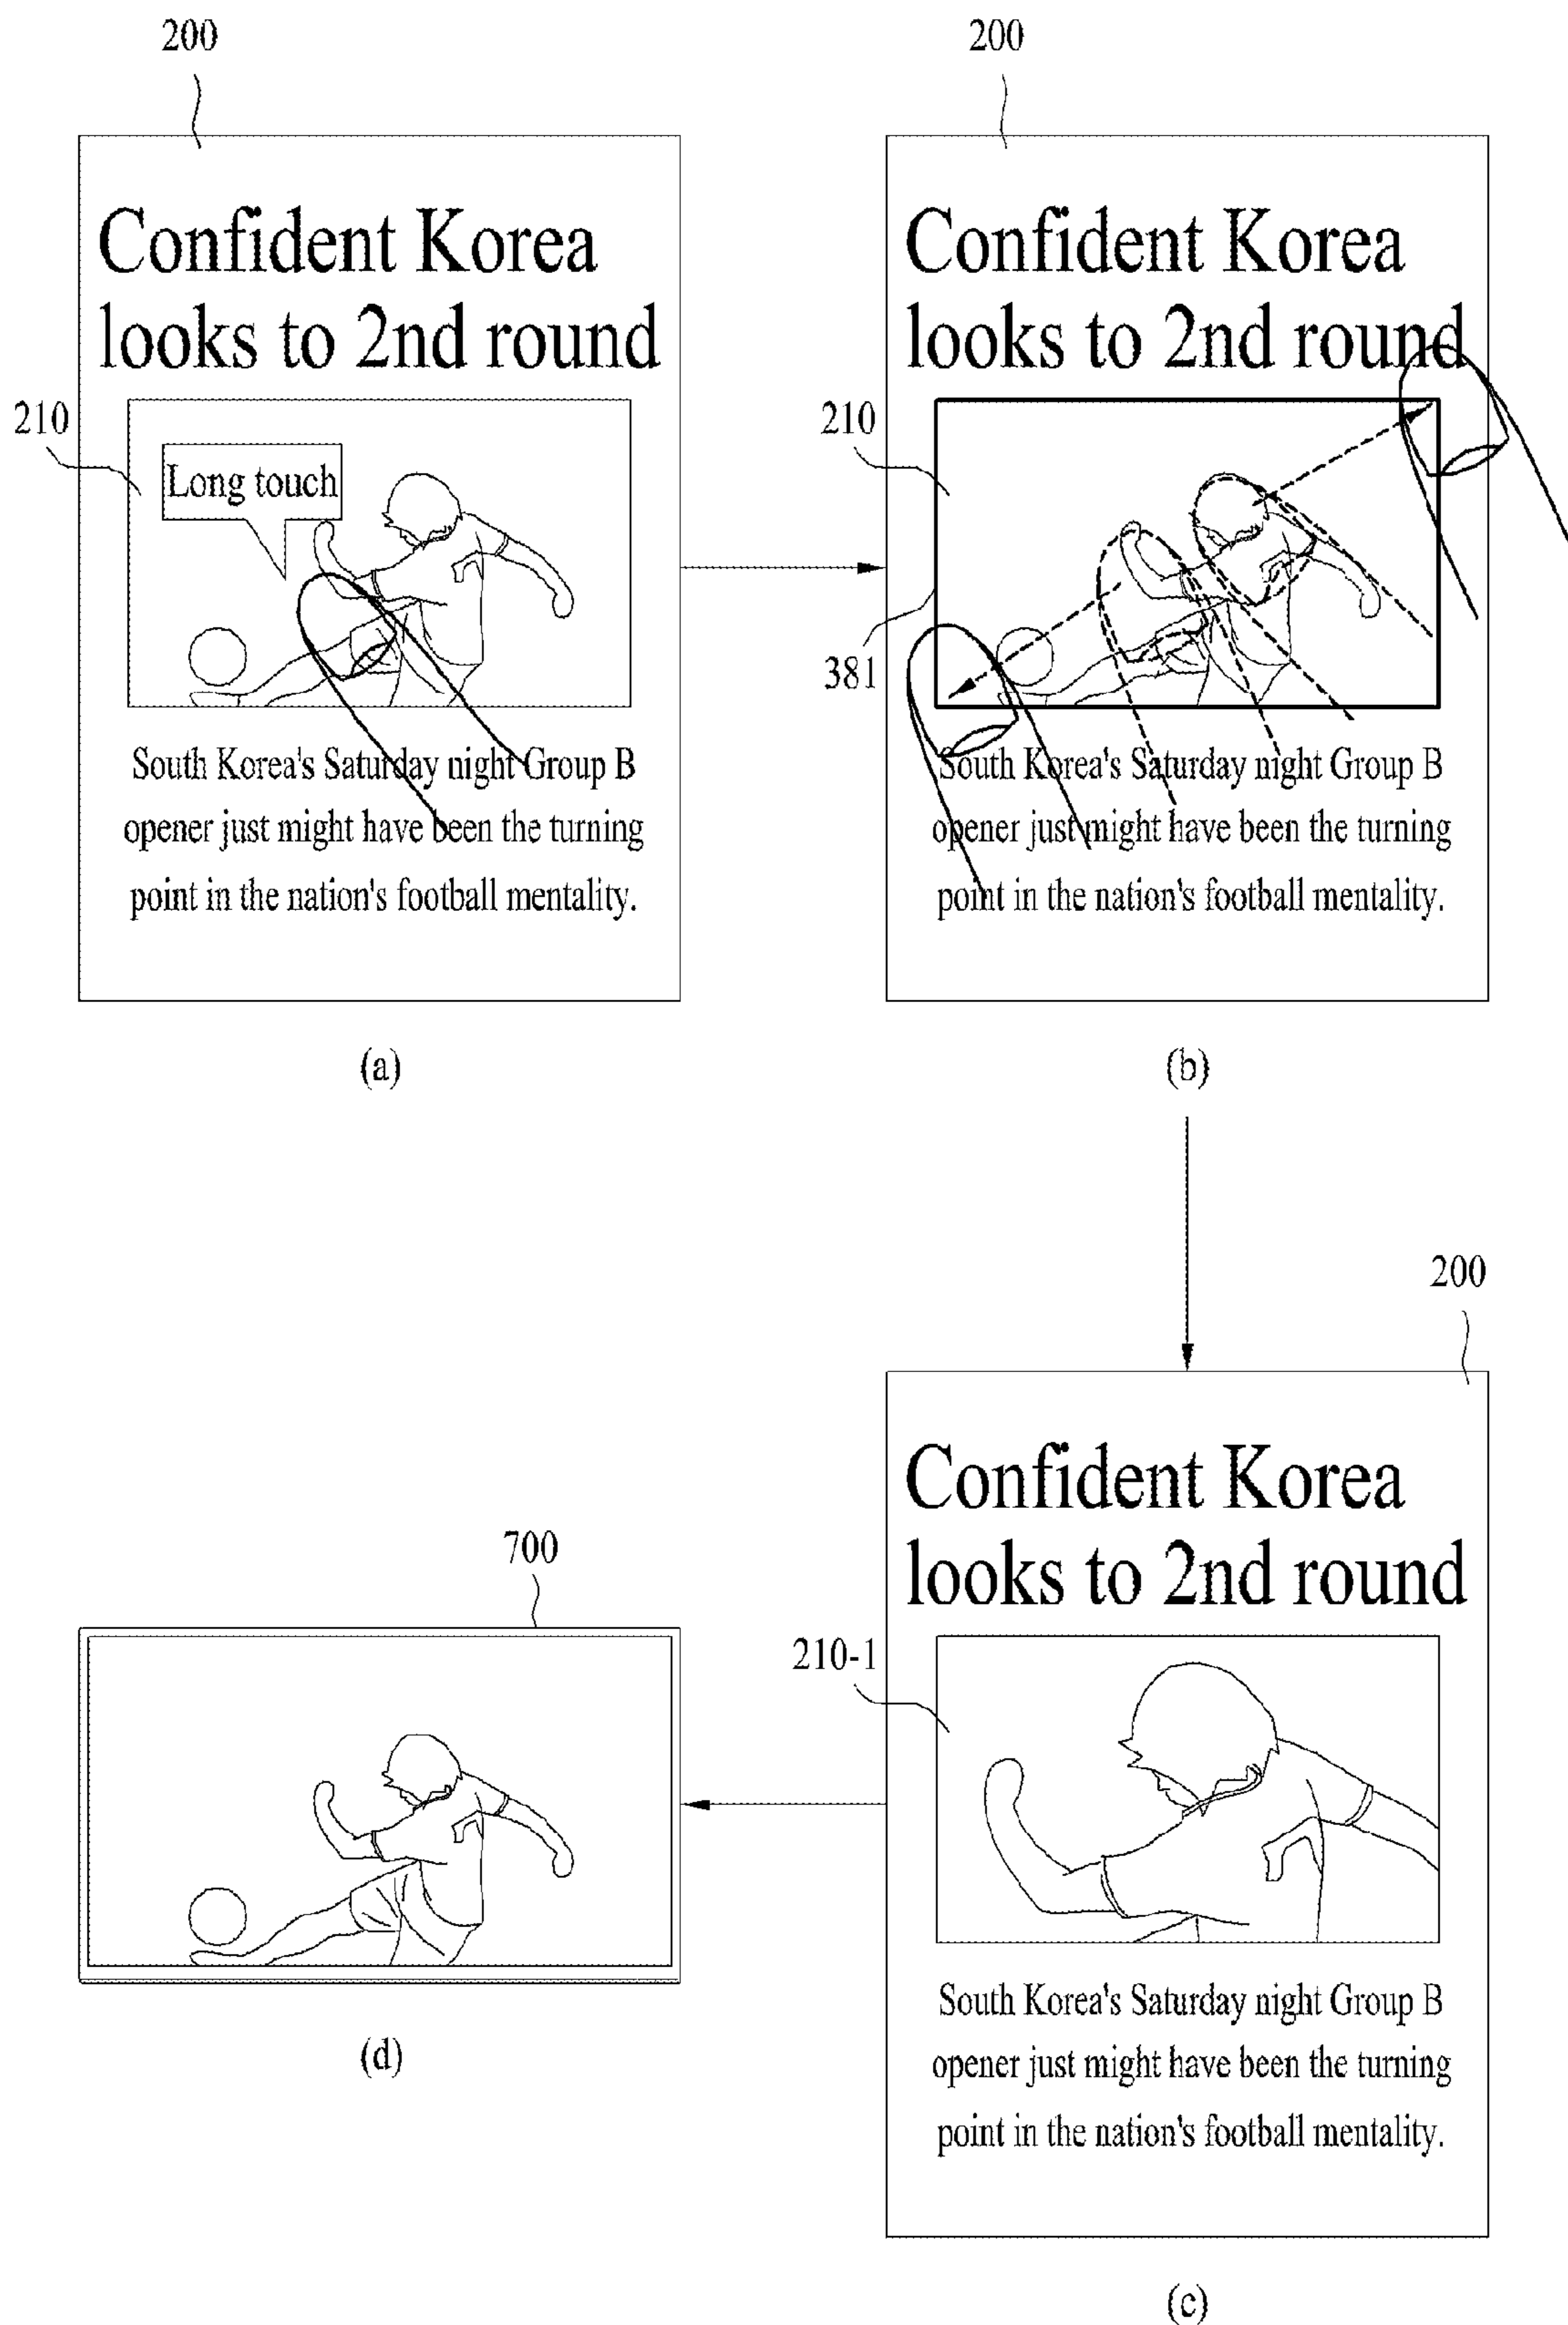 200
Confident Korea
looks to 2nd round
210
Long touch
South Korea's Saturday night Group B
opener just might have been the turning
point in the nation's football mentality.
(a)
200
Confident Korea
looks to 2nd round
210
381
South Korea's Saturday night Group B
opener just might have been the turning
point in the nation's football mentality.
(b)
200
Confident Korea
looks to 2nd round
210-1
South Korea's Saturday night Group B
opener just might have been the turning
point in the nation's football mentality.
(c)
700
(d)